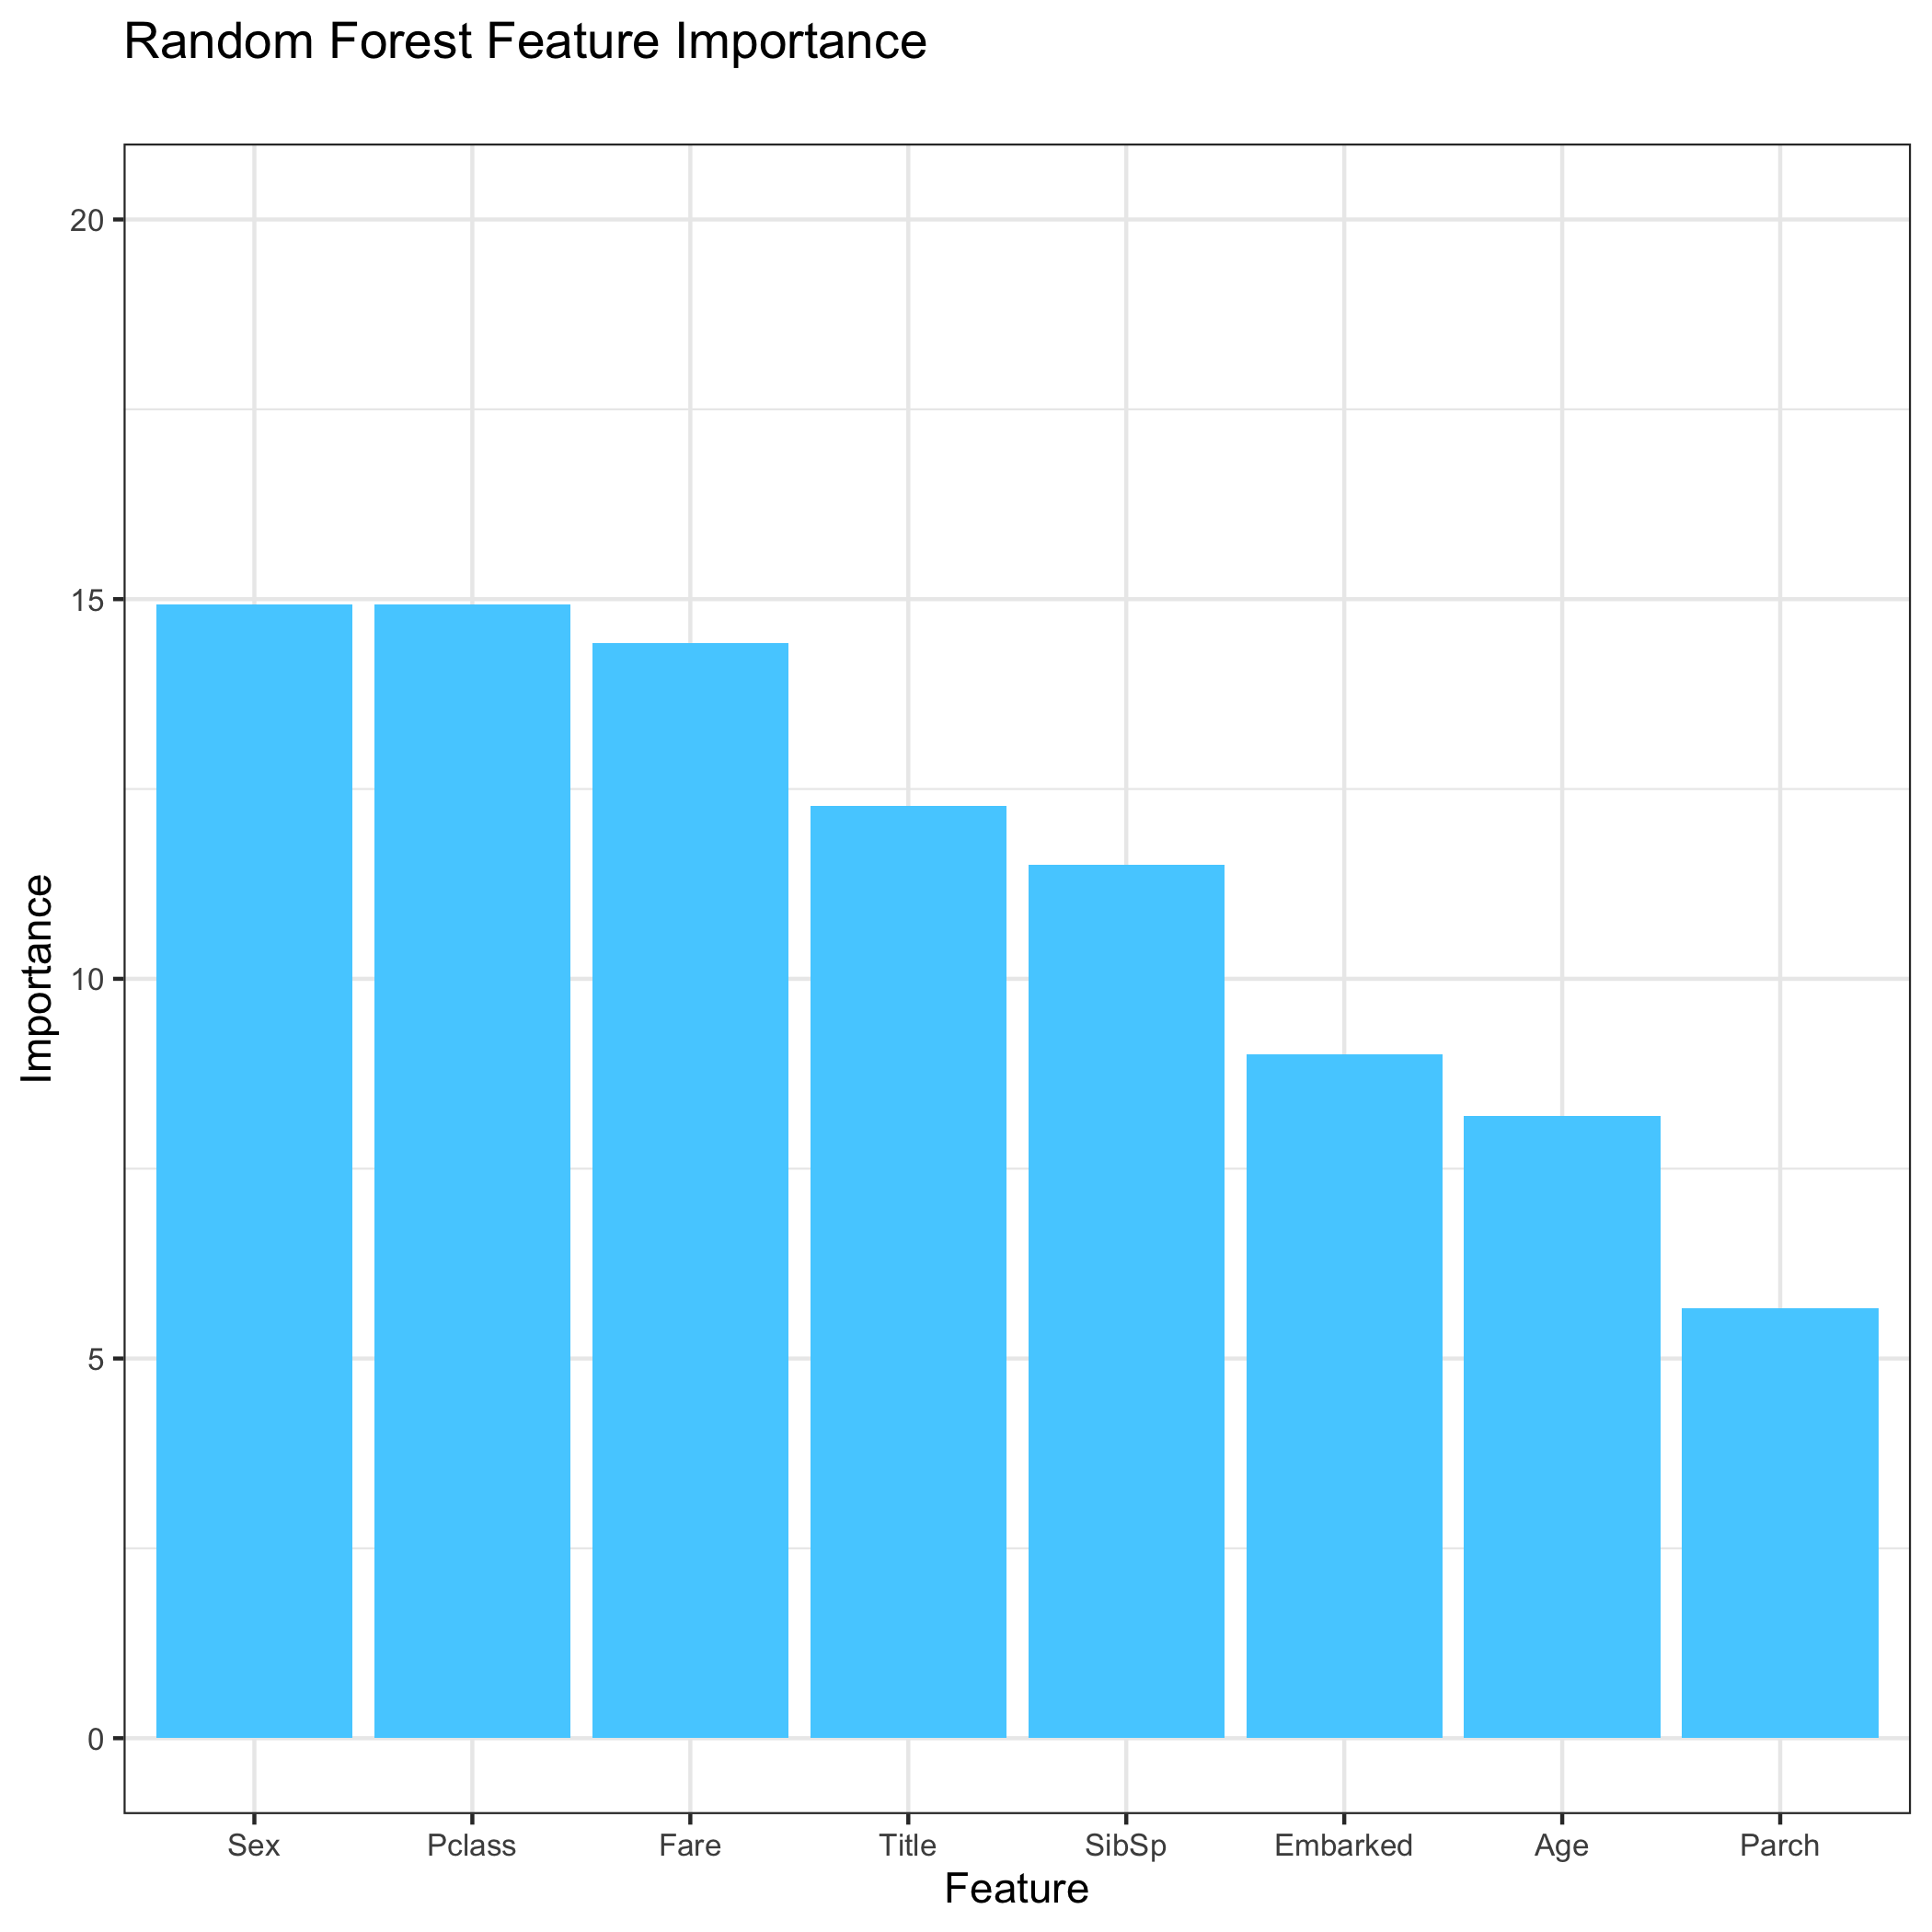 Random Forest Feature Importance
20
15
10
5
0
Importance
Sex Pclass Fare Title SibSp Embarked Age Parch
Feature